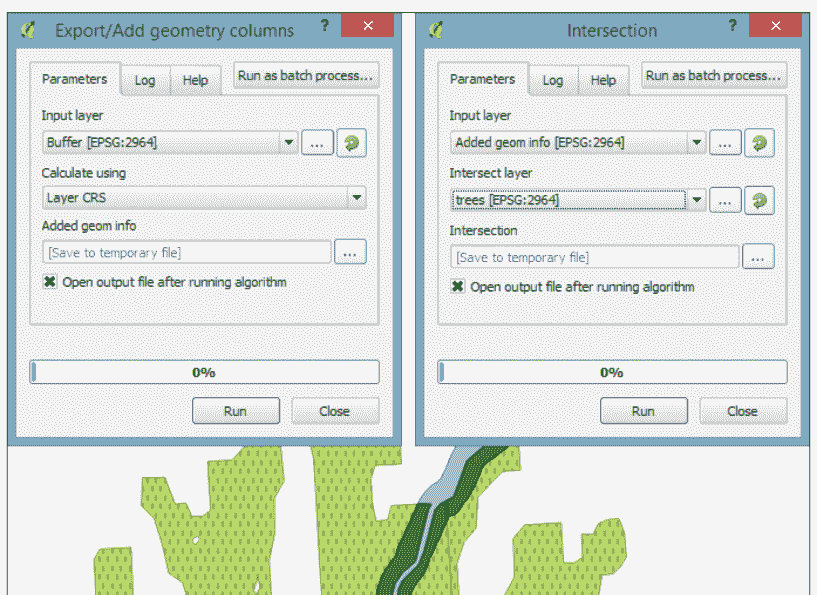 Export/Add geometry columns ? ×
Parameters Log Help Run as batch process...
Input layer
Buffer [EPSG:2964] ...
Calculate using
Layer CRS
Added geom info
[Save to temporary file] ...
Open output file after running algorithm
0%
Run Close
Intersection ? ×
Parameters Log Help Run as batch process...
Input layer
Added geom info [EPSG:2964] ...
Intersect layer
trees [EPSG:2964] ...
Intersection
[Save to temporary file] ...
Open output file after running algorithm
0%
Run Close